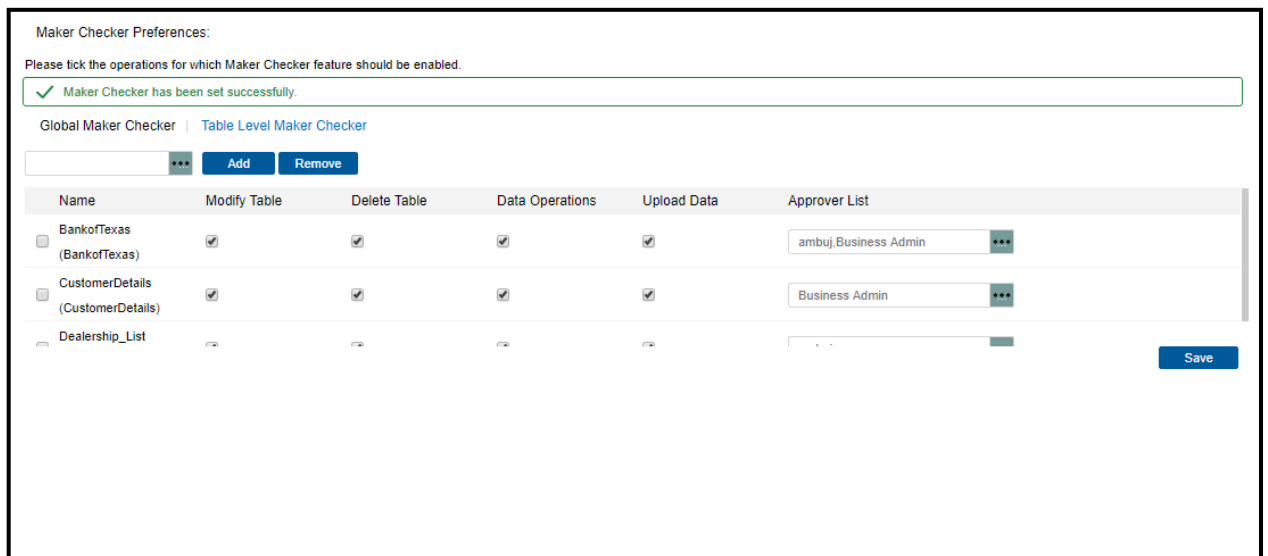 Maker Checker Preferences:
Please tick the operations for which Maker Checker feature should be enabled.
Maker Checker has been set successfully.
Global Maker Checker | Table Level Maker Checker
Add Remove
Name Modify Table Delete Table Data Operations Upload Data Approver List
BankofTexas
(BankofTexas)
ambuj,Business Admin
CustomerDetails
(CustomerDetails)
Business Admin
Dealership_List
Save